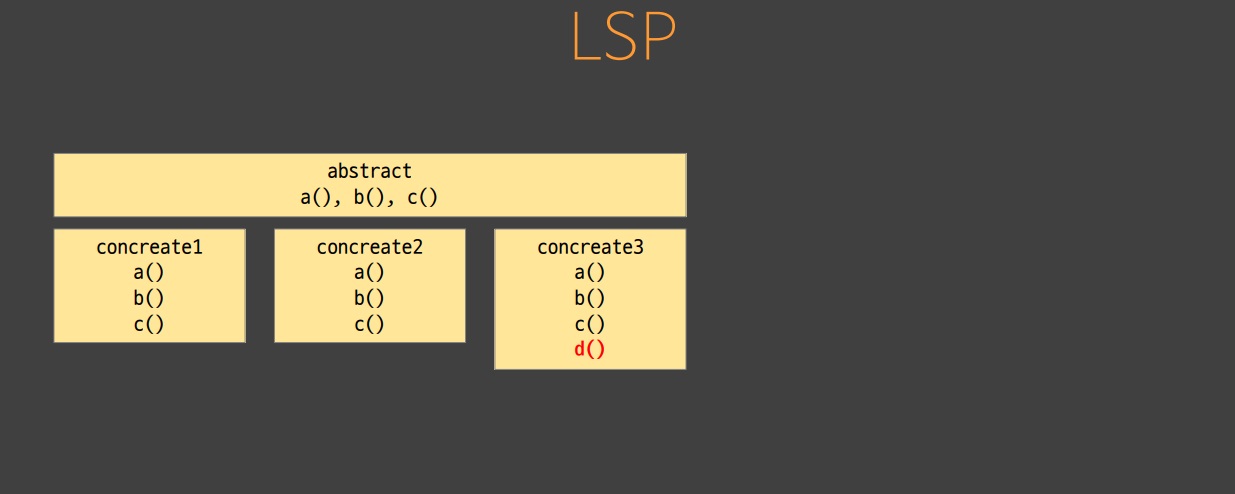 LSP
abstract
a(), b(), c()
concreate1
a()
b()
c()
concreate2
a()
b()
c()
concreate3
a()
b()
c()
d()